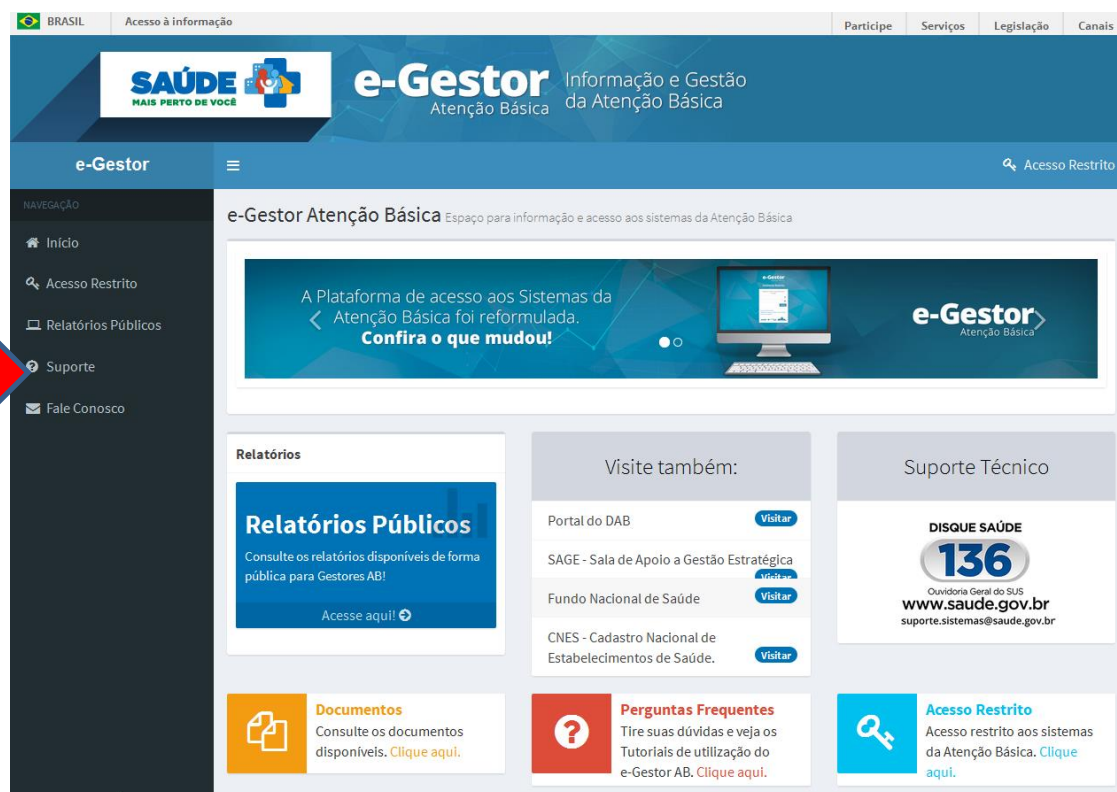 BRASIL Acesso à informação Participe Serviços Legislação Canais
SAÚDE
MAIS PERTO DE VOCÊ
e-Gestor
Atenção Básica
Informação e Gestão
da Atenção Básica
e-Gestor Acesso Restrito
NAVEGAÇÃO
Início
Acesso Restrito
Relatórios Públicos
Suporte
Fale Conosco
e-Gestor Atenção Básica Espaço para informação e acesso aos sistemas da Atenção Básica
A Plataforma de acesso aos Sistemas da
Atenção Básica foi reformulada.
Confira o que mudou!
e-Gestor
Atenção Básica
Relatórios
Relatórios Públicos
Consulte os relatórios disponíveis de forma
pública para Gestores AB!
Acesse aqui!
Visite também:
Portal do DAB Visitar
SAGE - Sala de Apoio a Gestão Estratégica
Visitar
Fundo Nacional de Saúde Visitar
CNES - Cadastro Nacional de
Estabelecimentos de Saúde. Visitar
Suporte Técnico
DISQUE SAÚDE
136
Ouvidoria Geral do SUS
www.saude.gov.br
suporte.sistemas@saude.gov.br
Documentos
Consulte os documentos
disponíveis. Clique aqui.
Perguntas Frequentes
Tire suas dúvidas e veja os
Tutoriais de utilização do
e-Gestor AB. Clique aqui.
Acesso Restrito
Acesso restrito aos sistemas
da Atenção Básica. Clique
aqui.